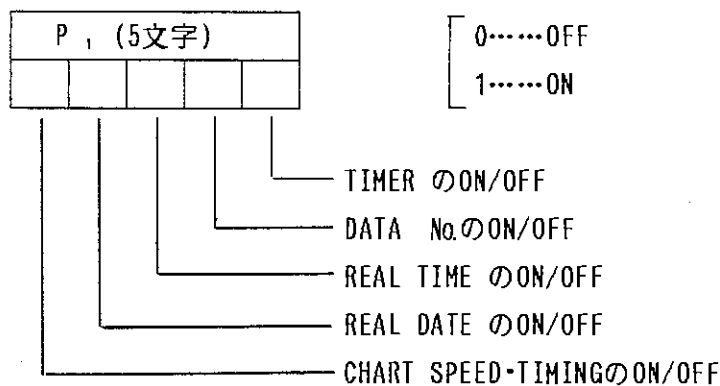 P₁ (5文字)
0……OFF
1……ON
TIMER のON/OFF
DATA No.のON/OFF
REAL TIME のON/OFF
REAL DATE のON/OFF
CHART SPEED・TIMINGのON/OFF